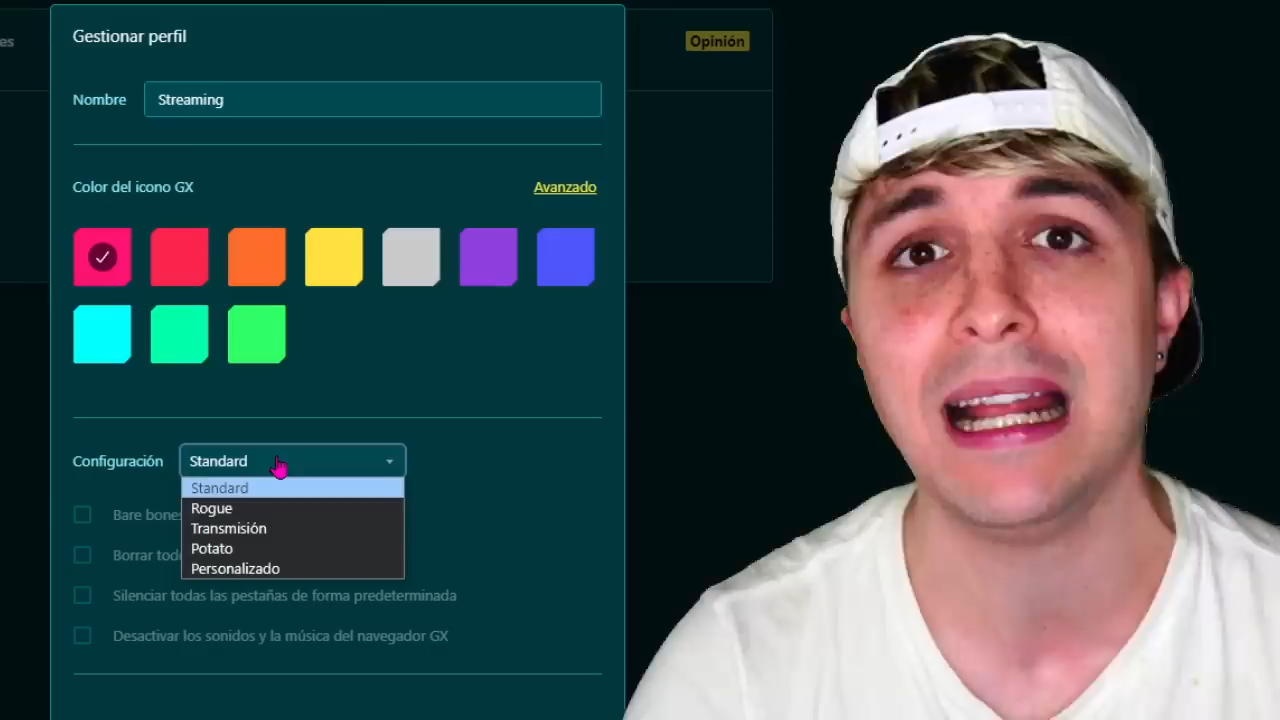 es
Gestionar perfil
Opinión
Nombre
Streaming
Color del icono GX
Avanzado
Configuración
Standard
Standard
Rogue
Transmisión
Potato
Personalizado
Bare bones
Borrar
Silenciar todas las pestañas de forma predeterminada
Desactivar los sonidos y la música del navegador GX